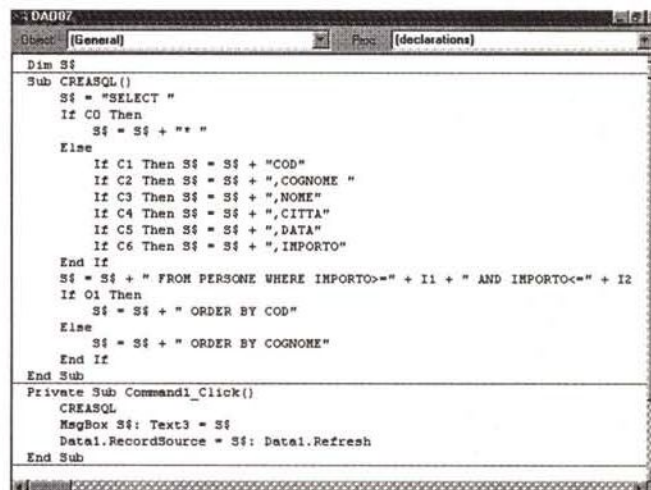 DAO07
Object: (General) Proc: (declarations)
Dim S$
Sub CREASQL()
S$ = "SELECT "
If C0 Then
S$ = S$ + "* "
Else
If C1 Then S$ = S$ + "COD"
If C2 Then S$ = S$ + ",COGNOME "
If C3 Then S$ = S$ + ",NOME"
If C4 Then S$ = S$ + ",CITTA"
If C5 Then S$ = S$ + ",DATA"
If C6 Then S$ = S$ + ",IMPORTO"
End If
S$ = S$ + " FROM PERSONE WHERE IMPORTO>=" + I1 + " AND IMPORTO<=" + I2
If O1 Then
S$ = S$ + " ORDER BY COD"
Else
S$ = S$ + " ORDER BY COGNOME"
End If
End Sub
Private Sub Command1_Click()
CREASQL
MsgBox S$: Text3 = S$
Data1.RecordSource = S$: Data1.Refresh
End Sub